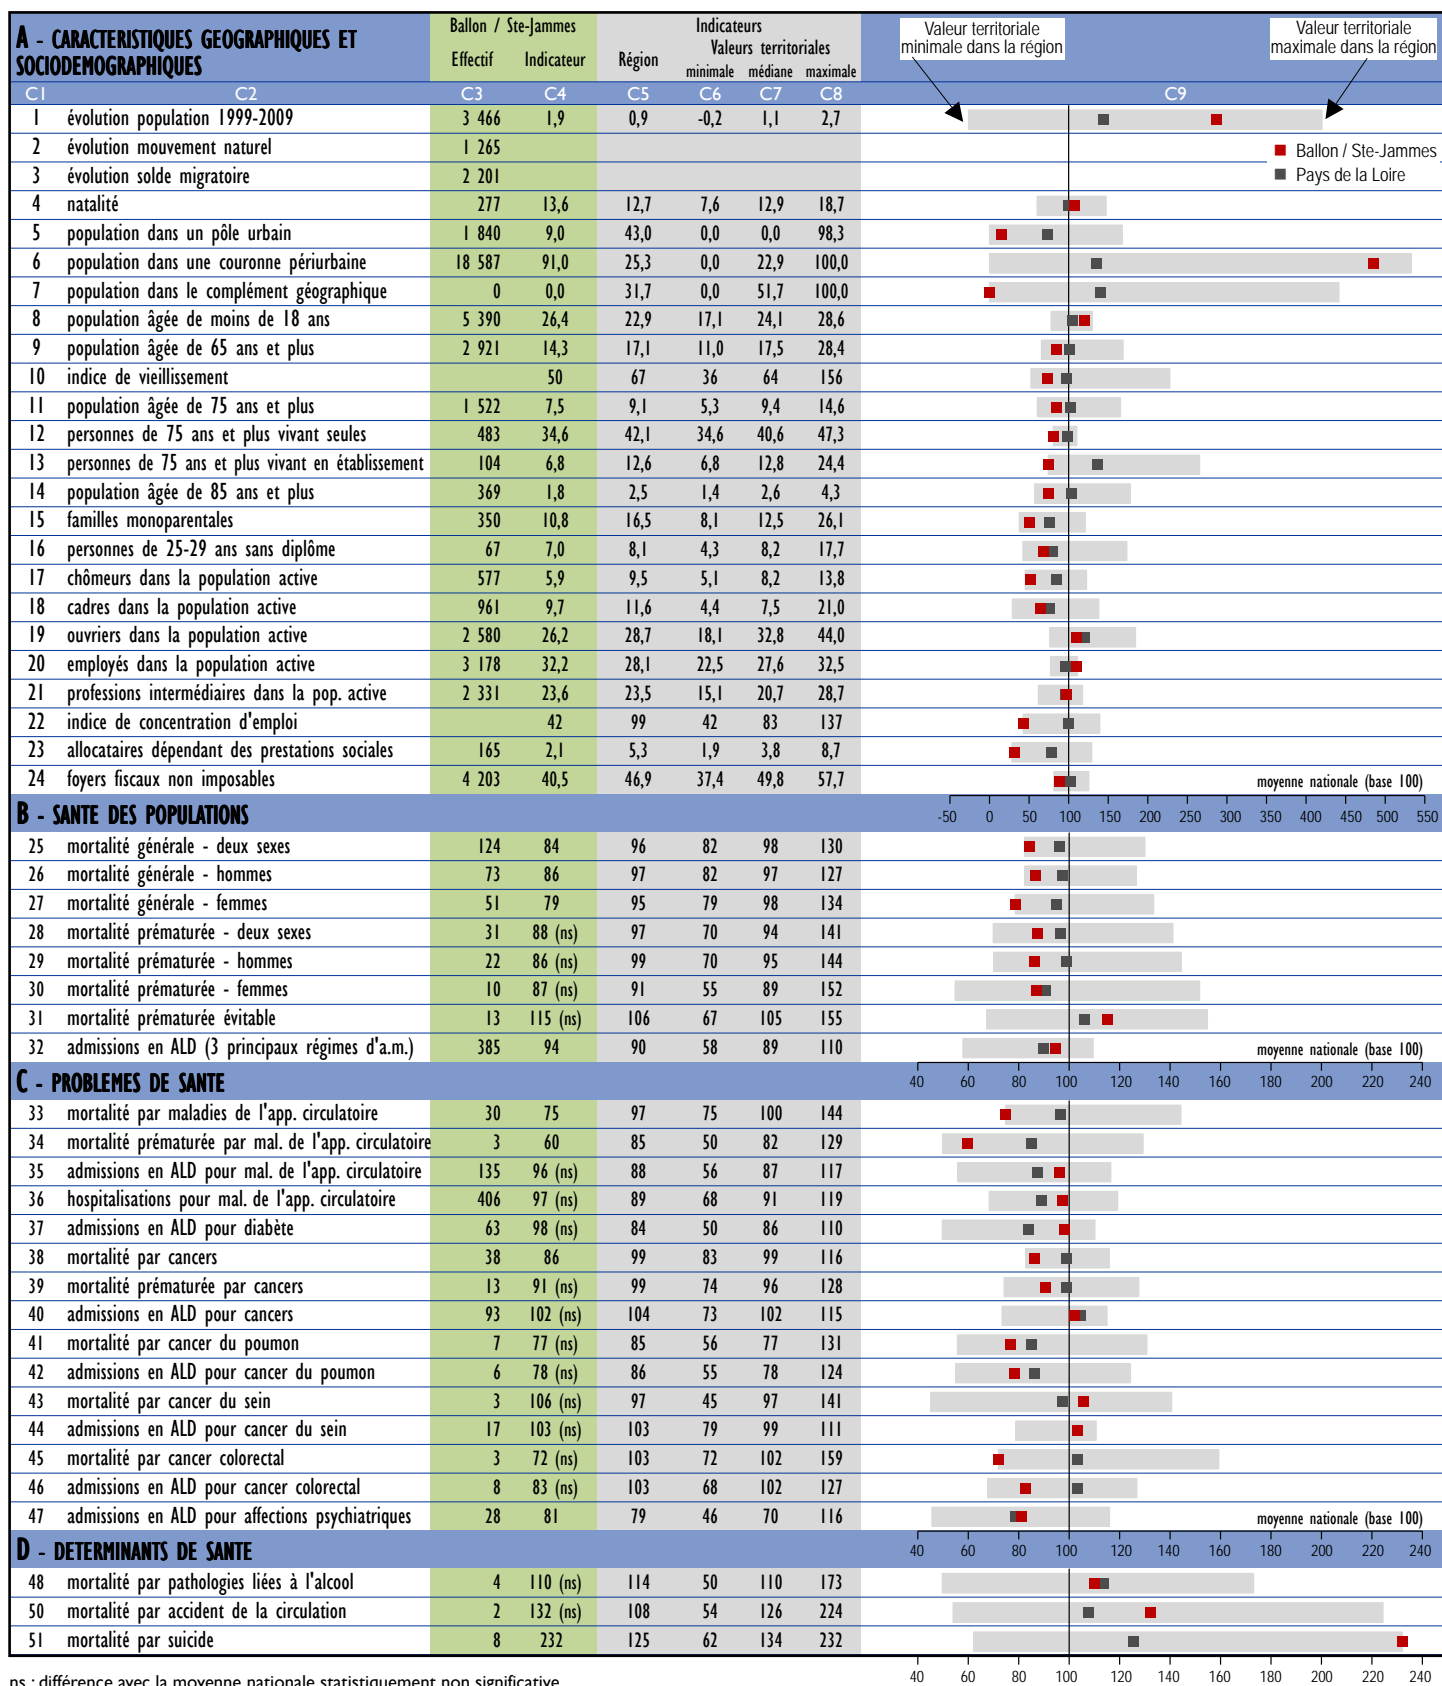 A - CARACTERISTIQUES GEOGRAPHIQUES ET SOCIODEMOGRAPHIQUES
Ballon / Ste-Jammes Indicateurs
Effectif Indicateur Région Valeurs territoriales
minimale médiane maximale
Valeur territoriale minimale dans la région
Valeur territoriale maximale dans la région
C1 C2 C3 C4 C5 C6 C7 C8 C9
1 évolution population 1999-2009 3 466 1,9 0,9 -0,2 1,1 2,7
2 évolution mouvement naturel 1 265
Ballon / Ste-Jammes
3 évolution solde migratoire 2 201
Pays de la Loire
4 natalité 277 13,6 12,7 7,6 12,9 18,7
5 population dans un pôle urbain 1 840 9,0 43,0 0,0 0,0 98,3
6 population dans une couronne périurbaine 18 587 91,0 25,3 0,0 22,9 100,0
7 population dans le complément géographique 0 0,0 31,7 0,0 51,7 100,0
8 population âgée de moins de 18 ans 5 390 26,4 22,9 17,1 24,1 28,6
9 population âgée de 65 ans et plus 2 921 14,3 17,1 11,0 17,5 28,4
10 indice de vieillissement 50 67 36 64 156
11 population âgée de 75 ans et plus 1 522 7,5 9,1 5,3 9,4 14,6
12 personnes de 75 ans et plus vivant seules 483 34,6 42,1 34,6 40,6 47,3
13 personnes de 75 ans et plus vivant en établissement 104 6,8 12,6 6,8 12,8 24,4
14 population âgée de 85 ans et plus 369 1,8 2,5 1,4 2,6 4,3
15 familles monoparentales 350 10,8 16,5 8,1 12,5 26,1
16 personnes de 25-29 ans sans diplôme 67 7,0 8,1 4,3 8,2 17,7
17 chômeurs dans la population active 577 5,9 9,5 5,1 8,2 13,8
18 cadres dans la population active 961 9,7 11,6 4,4 7,5 21,0
19 ouvriers dans la population active 2 580 26,2 28,7 18,1 32,8 44,0
20 employés dans la population active 3 178 32,2 28,1 22,5 27,6 32,5
21 professions intermédiaires dans la pop. active 2 331 23,6 23,5 15,1 20,7 28,7
22 indice de concentration d'emploi 42 99 42 83 137
23 allocataires dépendant des prestations sociales 165 2,1 5,3 1,9 3,8 8,7
24 foyers fiscaux non imposables 4 203 40,5 46,9 37,4 49,8 57,7 moyenne nationale (base 100)
B - SANTE DES POPULATIONS -50 0 50 100 150 200 250 300 350 400 450 500 550
25 mortalité générale - deux sexes 124 84 96 82 98 130
26 mortalité générale - hommes 73 86 97 82 97 127
27 mortalité générale - femmes 51 79 95 79 98 134
28 mortalité prématurée - deux sexes 31 88 (ns) 97 70 94 141
29 mortalité prématurée - hommes 22 86 (ns) 99 70 95 144
30 mortalité prématurée - femmes 10 87 (ns) 91 55 89 152
31 mortalité prématurée évitable 13 115 (ns) 106 67 105 155
32 admissions en ALD (3 principaux régimes d'a.m.) 385 94 90 58 89 110 moyenne nationale (base 100)
C - PROBLEMES DE SANTE 40 60 80 100 120 140 160 180 200 220 240
33 mortalité par maladies de l'app. circulatoire 30 75 97 75 100 144
34 mortalité prématurée par mal. de l'app. circulatoire 3 60 85 50 82 129
35 admissions en ALD pour mal. de l'app. circulatoire 135 96 (ns) 88 56 87 117
36 hospitalisations pour mal. de l'app. circulatoire 406 97 (ns) 89 68 91 119
37 admissions en ALD pour diabète 63 98 (ns) 84 50 86 110
38 mortalité par cancers 38 86 99 83 99 116
39 mortalité prématurée par cancers 13 91 (ns) 99 74 96 128
40 admissions en ALD pour cancers 93 102 (ns) 104 73 102 115
41 mortalité par cancer du poumon 7 77 (ns) 85 56 77 131
42 admissions en ALD pour cancer du poumon 6 78 (ns) 86 55 78 124
43 mortalité par cancer du sein 3 106 (ns) 97 45 97 141
44 admissions en ALD pour cancer du sein 17 103 (ns) 103 79 99 111
45 mortalité par cancer colorectal 3 72 (ns) 103 72 102 159
46 admissions en ALD pour cancer colorectal 8 83 (ns) 103 68 102 127
47 admissions en ALD pour affections psychiatriques 28 81 79 46 70 116 moyenne nationale (base 100)
D - DETERMINANTS DE SANTE 40 60 80 100 120 140 160 180 200 220 240
48 mortalité par pathologies liées à l'alcool 4 110 (ns) 114 50 110 173
50 mortalité par accident de la circulation 2 132 (ns) 108 54 126 224
51 mortalité par suicide 8 232 125 62 134 232
40 60 80 100 120 140 160 180 200 220 240
ns : différence avec la moyenne nationale statistiquement non significative